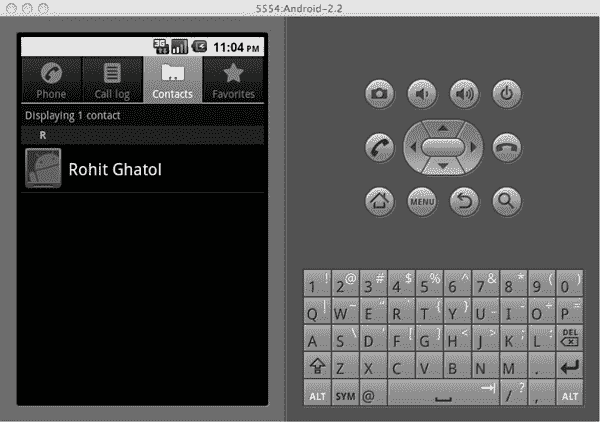 5554:Android-2.2
3G 11:04 PM
Phone Call log Contacts Favorites
Displaying 1 contact
R
Rohit Ghatol
MENU
1 ! 2 @ 3 # 4 $ 5 % 6 ^ 7 & 8 * 9 ( 0 )
Q | W ~ E " R ` T { Y } U _ I - O + P =
A S \ D ' F [ G ] H < J > K ; L : DEL
Z X C V B N M .
ALT SYM @ / ? , ALT